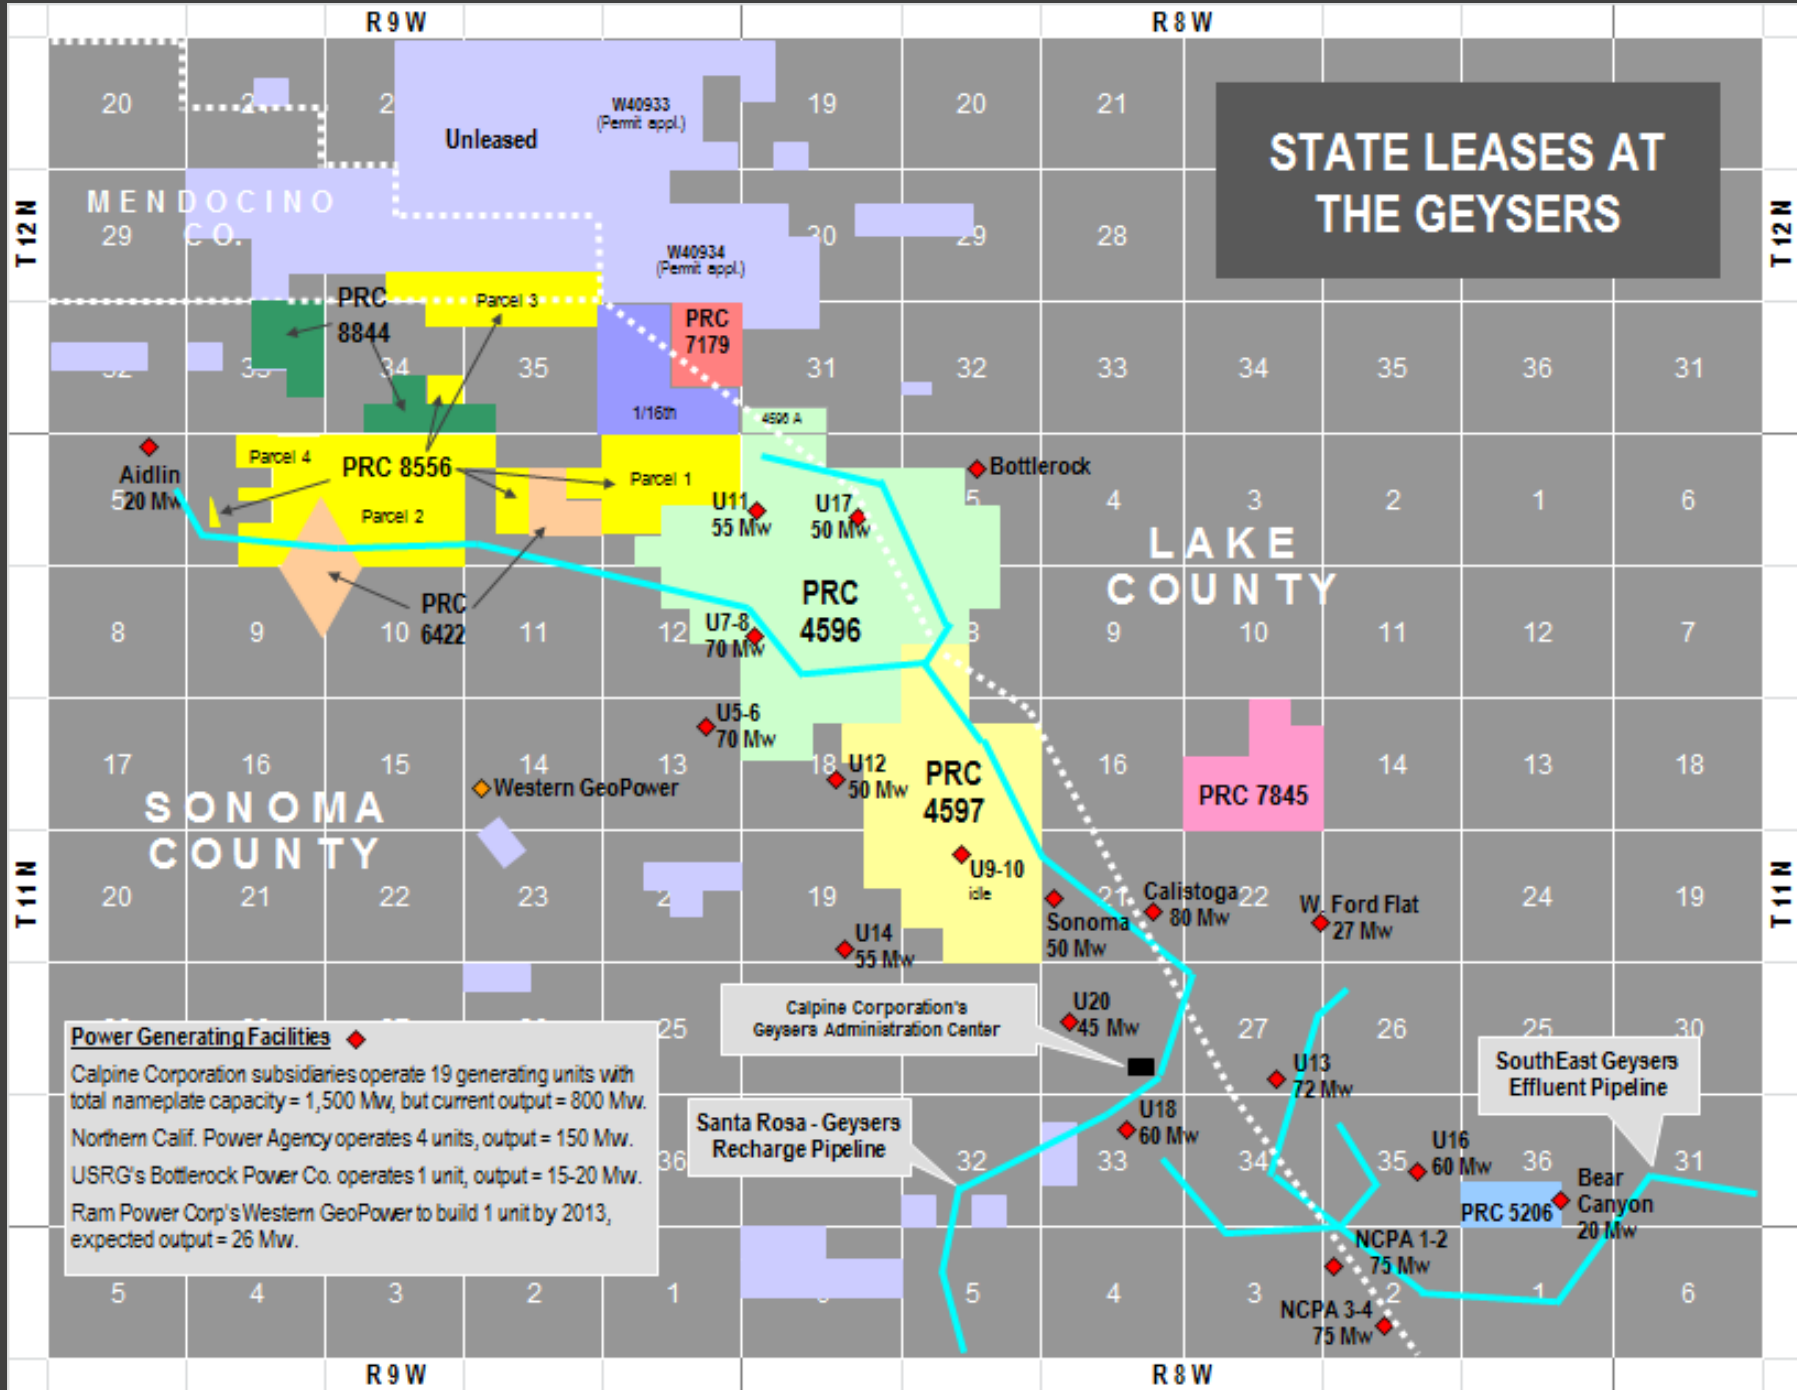 R 9 W
R 8 W
STATE LEASES AT
THE GEYSERS
T 12 N
T 12 N
20
2
19
20
21
W40933
(Permit appl.)
Unleased
MENDOCINO
CO.
29
30
29
28
W40934
(Permit appl.)
PRC
8844
Parcel 3
PRC
7179
34
35
31
32
33
34
35
36
31
1/16th
4596 A
Aidlin
20 Mw
5
Parcel 4
PRC 8556
Parcel 1
Parcel 2
U11
55 Mw
U17
50 Mw
Bottlerock
5
4
3
2
1
6
LAKE
COUNTY
PRC
4596
PRC
6422
U7-8
70 Mw
8
9
10
11
12
8
9
10
11
12
7
U5-6
70 Mw
17
16
15
14
13
18
U12
50 Mw
PRC
4597
16
PRC 7845
14
13
18
Western GeoPower
SONOMA
COUNTY
T 11 N
T 11 N
20
21
22
23
2
19
U9-10
idle
21
22
24
19
Sonoma
50 Mw
Calistoga
80 Mw
W. Ford Flat
27 Mw
U14
55 Mw
Calpine Corporation's
Geysers Administration Center
U20
45 Mw
25
27
26
25
30
U13
72 Mw
SouthEast Geysers
Effluent Pipeline
Power Generating Facilities
Calpine Corporation subsidiaries operate 19 generating units with
total nameplate capacity = 1,500 Mw, but current output = 800 Mw.
Northern Calif. Power Agency operates 4 units, output = 150 Mw.
USRG's Bottlerock Power Co. operates 1 unit, output = 15-20 Mw.
Ram Power Corp's Western GeoPower to build 1 unit by 2013,
expected output = 26 Mw.
Santa Rosa - Geysers
Recharge Pipeline
U18
60 Mw
36
32
33
34
35
36
31
U16
60 Mw
Bear
Canyon
20 Mw
PRC 5206
NCPA 1-2
75 Mw
NCPA 3-4
75 Mw
5
4
3
2
1
5
4
3
2
1
6
R 9 W
R 8 W